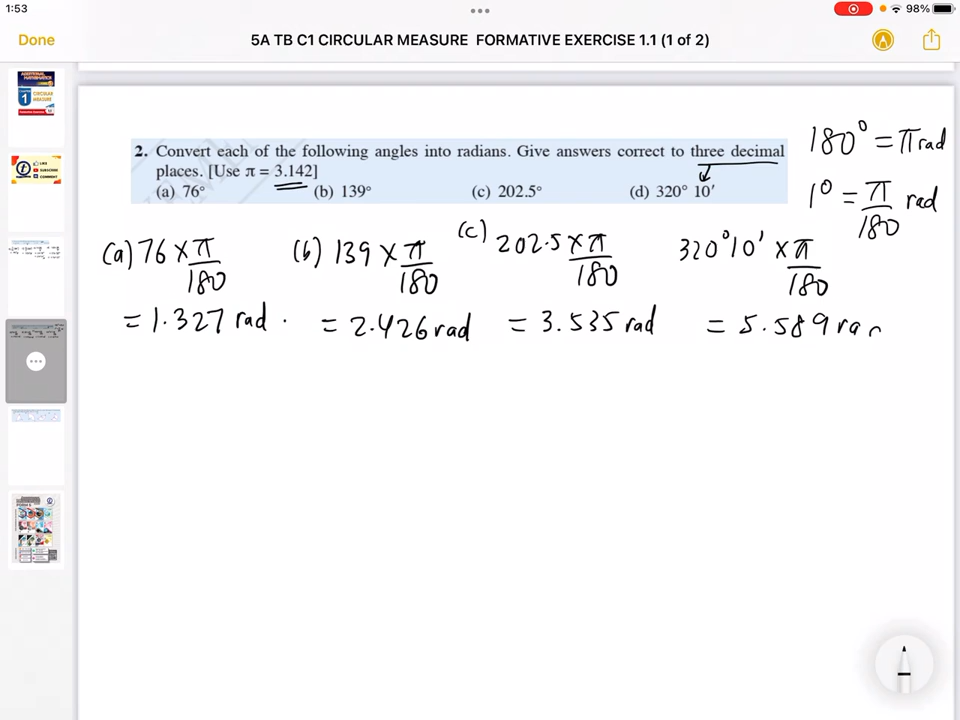 1:53
98%
Done
5A TB C1 CIRCULAR MEASURE FORMATIVE EXERCISE 1.1 (1 of 2)
2. Convert each of the following angles into radians. Give answers correct to three decimal
places. [Use π = 3.142]
(a) 76° (b) 139° (c) 202.5° (d) 320° 10′
180° = π rad
1° = π/180 rad
(a) 76 × π/180 (b) 139 × π/180 (c) 202.5 × π/180 320°10' × π/180
= 1.327 rad . = 2.426 rad = 3.535 rad = 5.589 ra